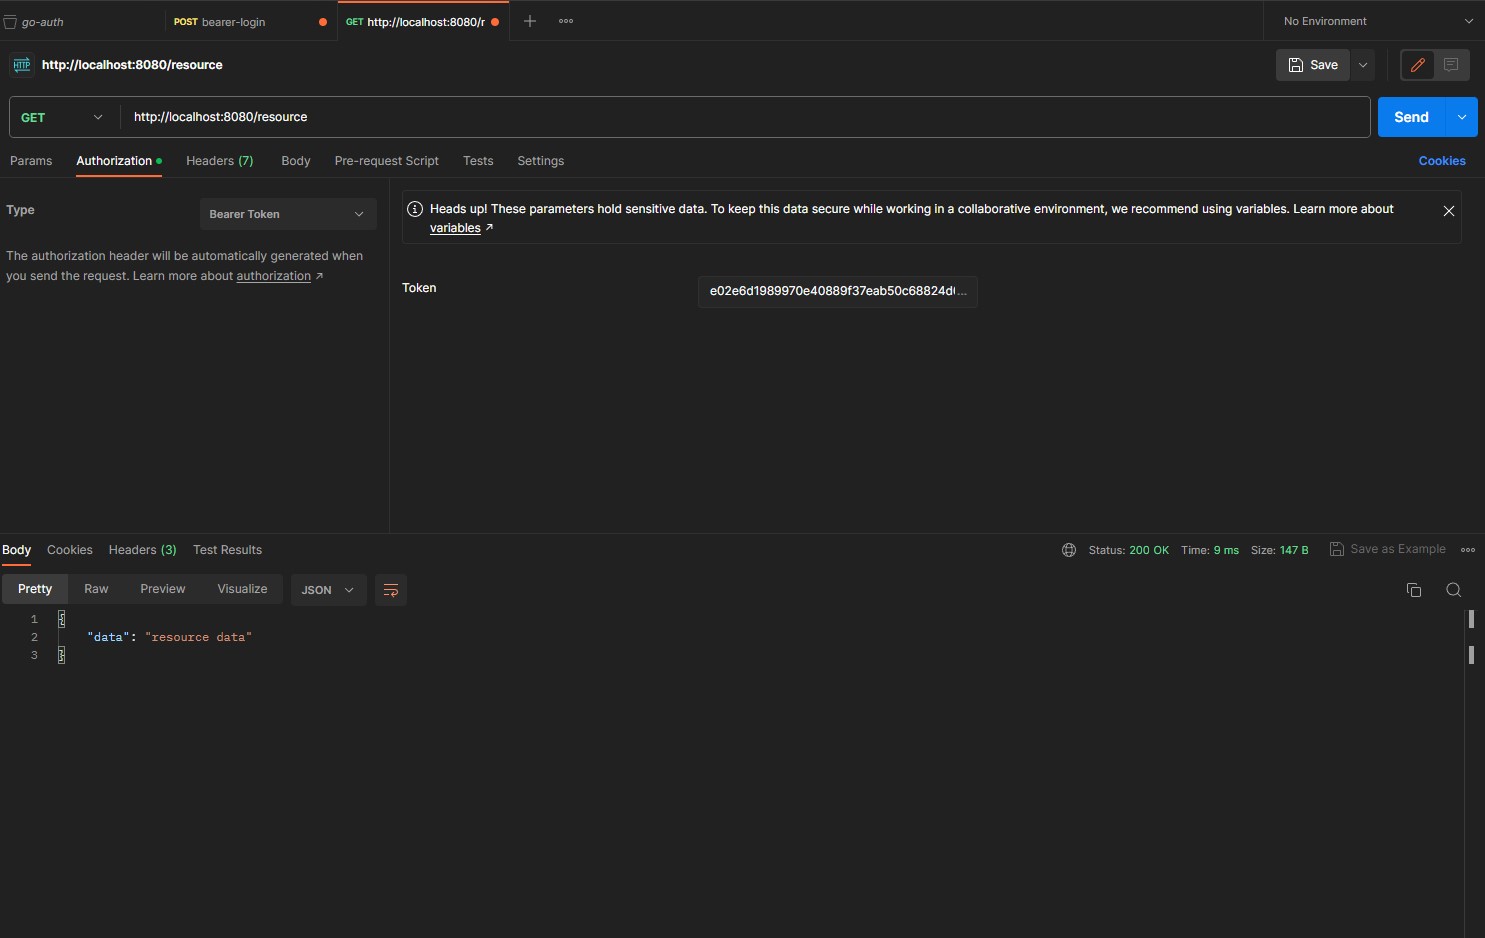 go-auth
POST bearer-login
GET http://localhost:8080/r
No Environment
HTTP http://localhost:8080/resource
Save
GET http://localhost:8080/resource
Send
Params Authorization Headers (7) Body Pre-request Script Tests Settings Cookies
Type Bearer Token
The authorization header will be automatically generated when
you send the request. Learn more about authorization ↗
Heads up! These parameters hold sensitive data. To keep this data secure while working in a collaborative environment, we recommend using variables. Learn more about
variables ↗
Token e02e6d1989970e40889f37eab50c68824d...
Body Cookies Headers (3) Test Results Status: 200 OK Time: 9 ms Size: 147 B Save as Example
Pretty Raw Preview Visualize JSON
1 {
2 "data": "resource data"
3 }